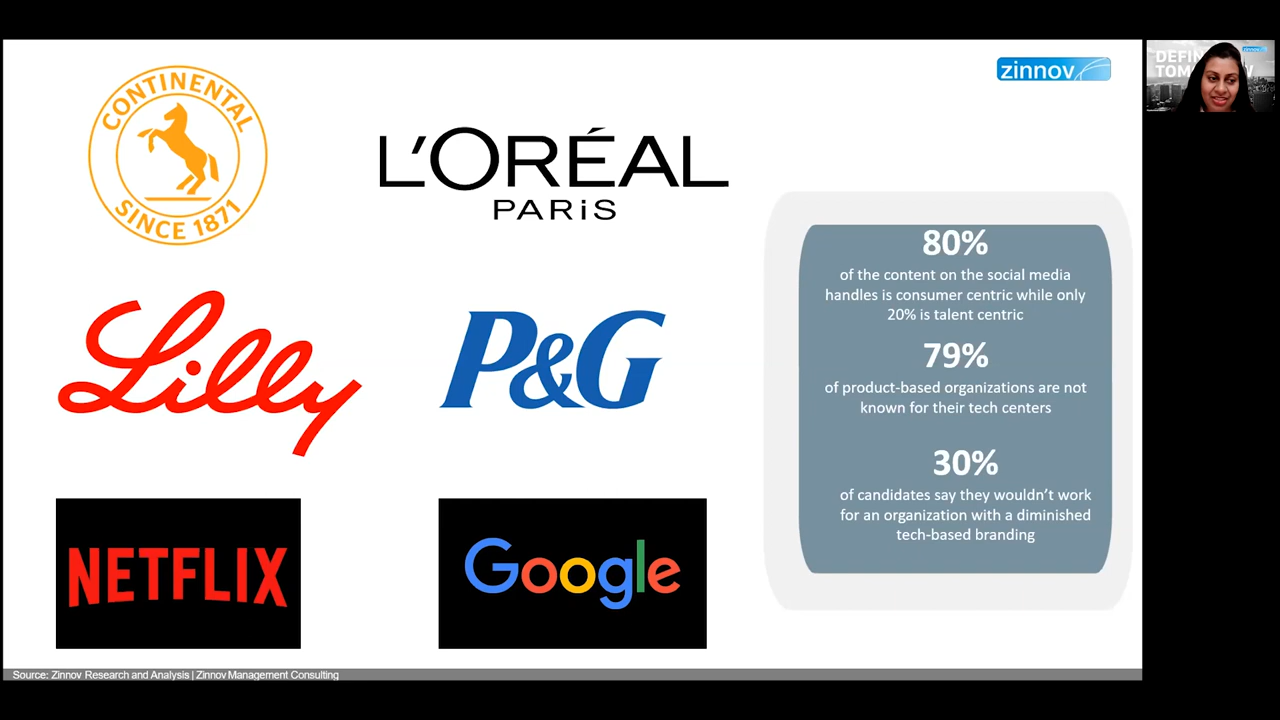 CONTINENTAL
SINCE 1871
L'ORÉAL
PARiS
Lilly
P&G
NETFLIX
Google
zinnov
80%
of the content on the social media
handles is consumer centric while only
20% is talent centric
79%
of product-based organizations are not
known for their tech centers
30%
of candidates say they wouldn't work
for an organization with a diminished
tech-based branding
Source: Zinnov Research and Analysis | Zinnov Management Consulting
zinnov